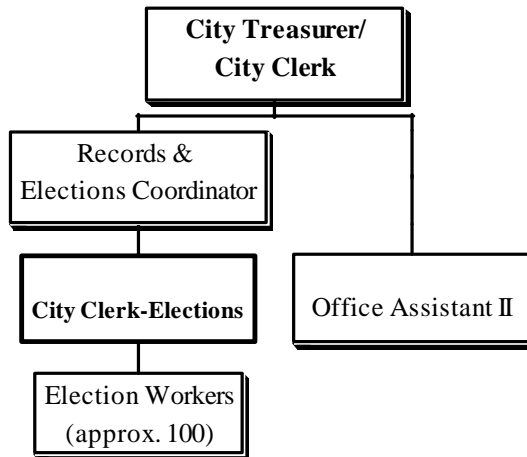 City Treasurer/
City Clerk
Records &
Elections Coordinator
City Clerk-Elections
Office Assistant II
Election Workers
(approx. 100)